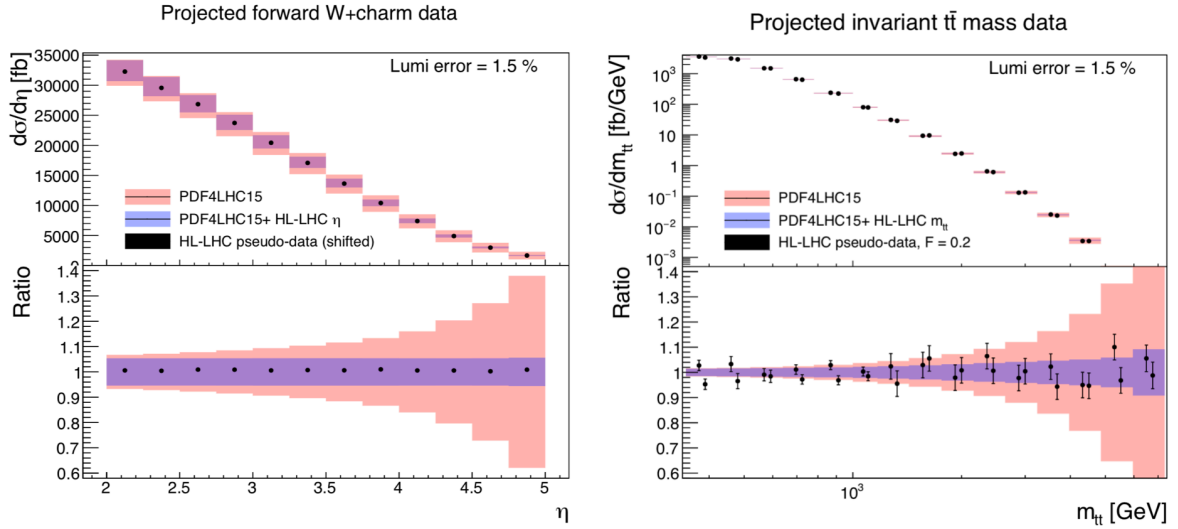 Projected forward W+charm data
dσ/dη [fb]
35000
30000
25000
20000
15000
10000
5000
2
Lumi error = 1.5 %
PDF4LHC15
PDF4LHC15+ HL-LHC η
HL-LHC pseudo-data (shifted)
Ratio
1.4
1.3
1.2
1.1
1.0
0.9
0.8
0.7
0.6
2 2.5 3 3.5 4 4.5 5
η
Projected invariant tt̄ mass data
dσ/dm_tt [fb/GeV]
10³
10²
10
1
10⁻¹
10⁻²
10⁻³
Lumi error = 1.5 %
PDF4LHC15
PDF4LHC15+ HL-LHC m_tt̄
HL-LHC pseudo-data, F = 0.2
Ratio
1.4
1.3
1.2
1.1
1.0
0.9
0.8
0.7
0.6
10³
m_tt [GeV]